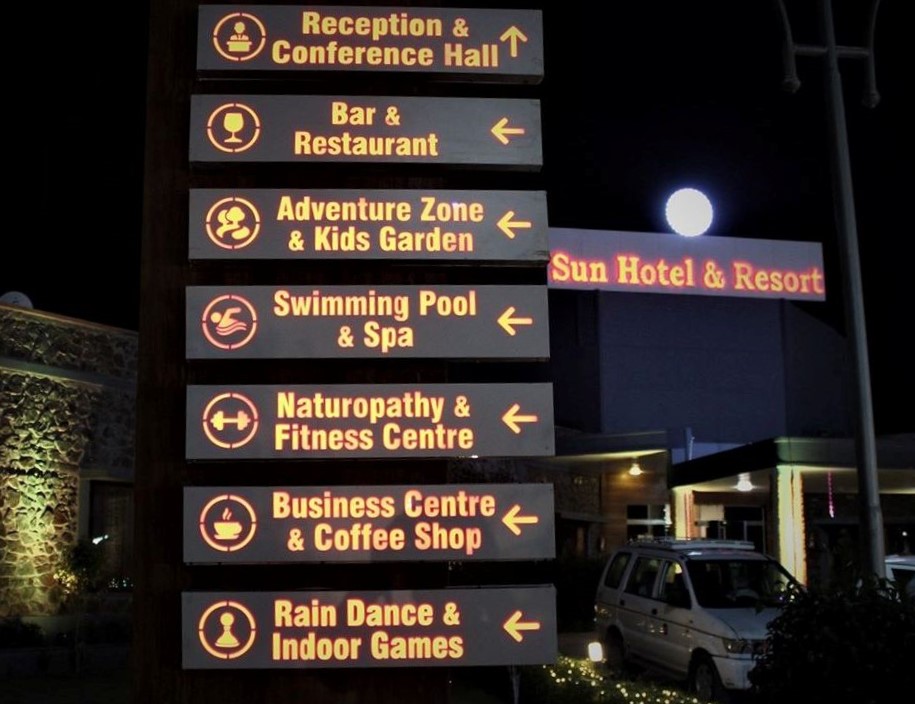 Reception &
Conference Hall
Bar &
Restaurant
Adventure Zone
& Kids Garden
Swimming Pool
& Spa
Naturopathy &
Fitness Centre
Business Centre
& Coffee Shop
Rain Dance &
Indoor Games
Sun Hotel & Resort